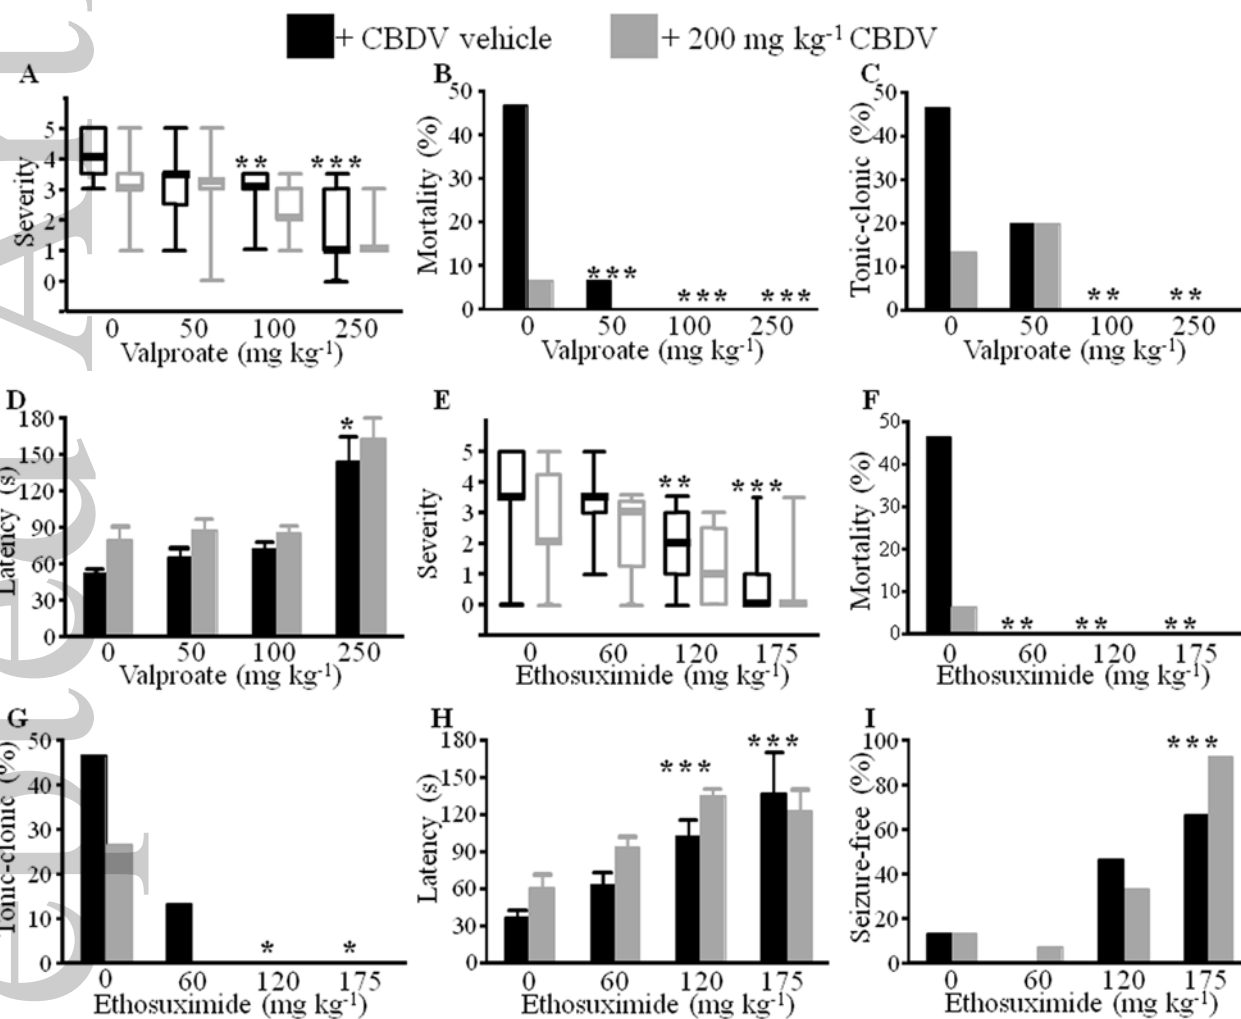 + CBDV vehicle + 200 mg kg-1 CBDV
A B C
Severity
5
4
3
2
1
0
** ***
0 50 100 250
Valproate (mg kg-1)
Mortality (%)
50
40
30
20
10
0
*** *** ***
0 50 100 250
Valproate (mg kg-1)
Tonic-clonic (%)
50
40
30
20
10
0
** **
0 50 100 250
Valproate (mg kg-1)
D E F
Latency (s)
180
150
120
90
60
30
0
*
0 50 100 250
Valproate (mg kg-1)
Severity
5
4
3
2
1
0
** ***
0 60 120 175
Ethosuximide (mg kg-1)
Mortality (%)
50
40
30
20
10
0
** ** **
0 60 120 175
Ethosuximide (mg kg-1)
G H I
Tonic-clonic (%)
50
40
30
20
10
0
* *
0 60 120 175
Ethosuximide (mg kg-1)
Latency (s)
180
150
120
90
60
30
0
*** ***
0 60 120 175
Ethosuximide (mg kg-1)
Seizure-free (%)
100
80
60
40
20
0
***
0 60 120 175
Ethosuximide (mg kg-1)